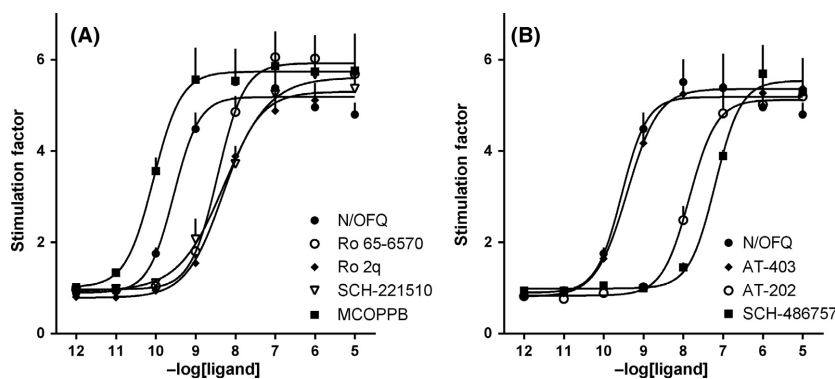 (A)
Stimulation factor
6
4
2
0
N/OFQ
Ro 65-6570
Ro 2q
SCH-221510
MCOPPB
12 11 10 9 8 7 6 5
–log[ligand]
(B)
Stimulation factor
6
4
2
0
N/OFQ
AT-403
AT-202
SCH-486757
12 11 10 9 8 7 6 5
–log[ligand]